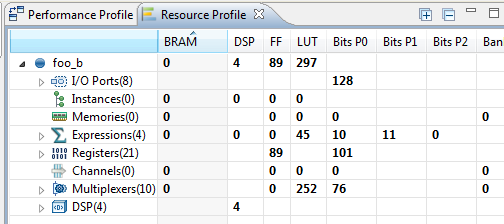 Performance Profile Resource Profile
BRAM DSP FF LUT Bits P0 Bits P1 Bits P2 Ban
foo_b 0 4 89 297
I/O Ports(8) 128
Instances(0) 0 0 0 0
Memories(0) 0 0 0 0 0
Expressions(4) 0 0 0 45 10 11 0
Registers(21) 89 101
Channels(0) 0 0 0 0 0
Multiplexers(10) 0 0 252 76 0
DSP(4) 4